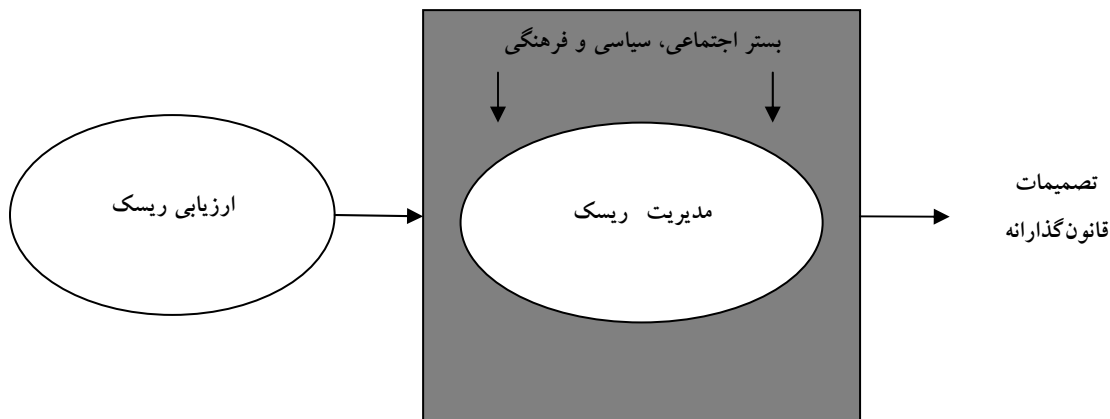 بستر اجتماعی، سیاسی و فرهنگی
ارزیابی ریسک
مدیریت ریسک
تصمیمات
قانون‌گذارانه